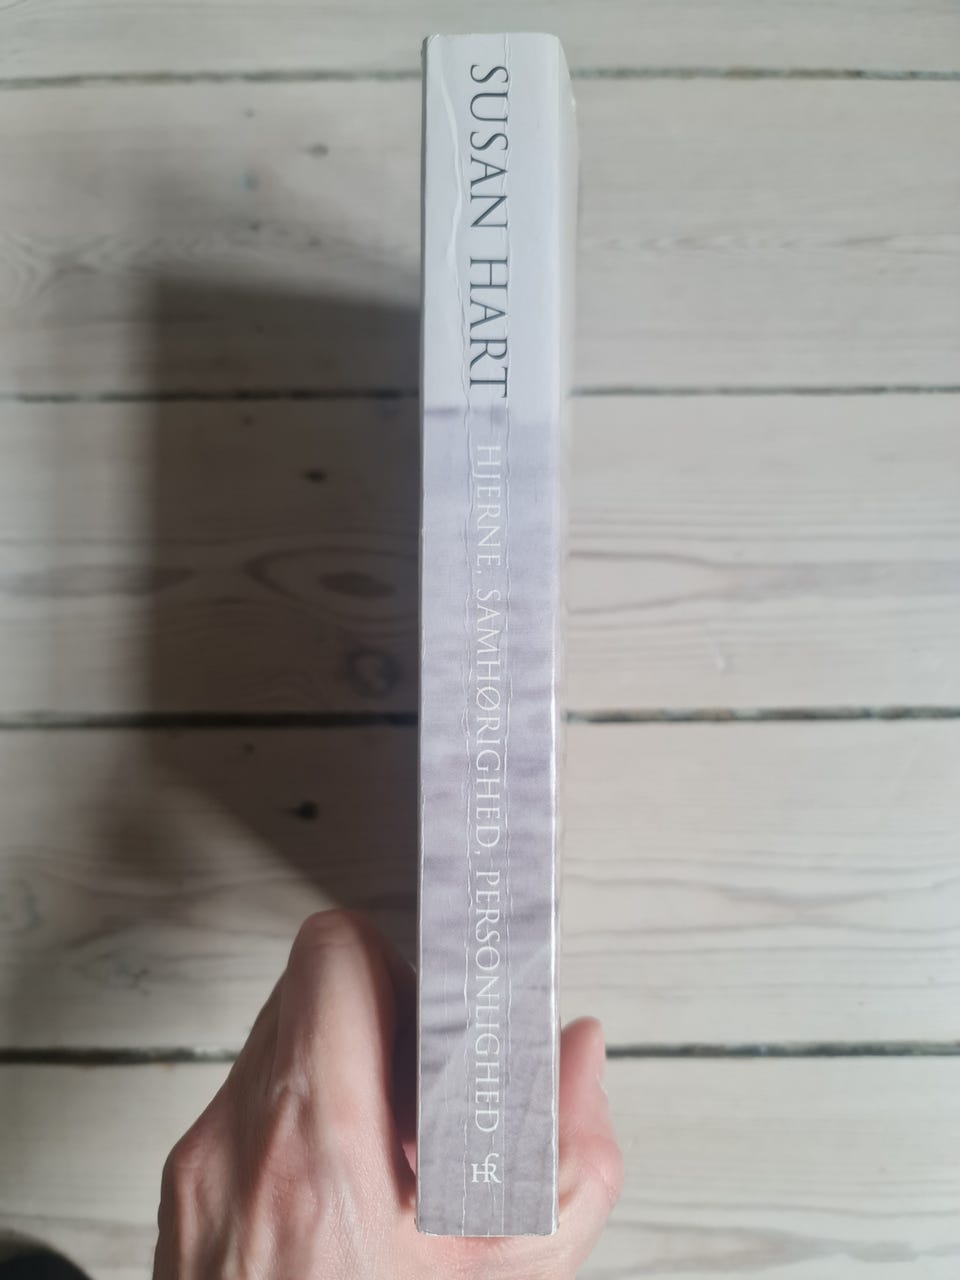 SUSAN HART
HJERNE, SAMHØRIGHED, PERSONLIGHED
HR